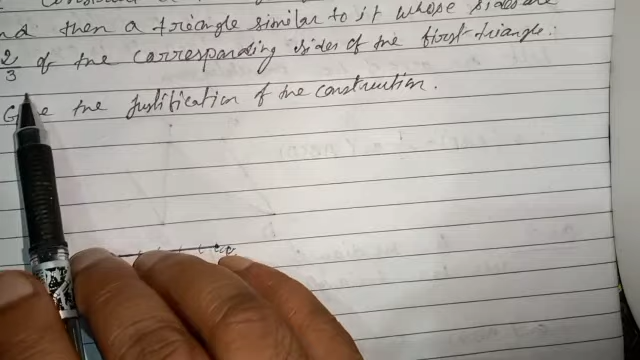 then a triangle similar to it whose sides are
2/3 of the corresponding sides of the first triangle.
Give the justification of the construction.